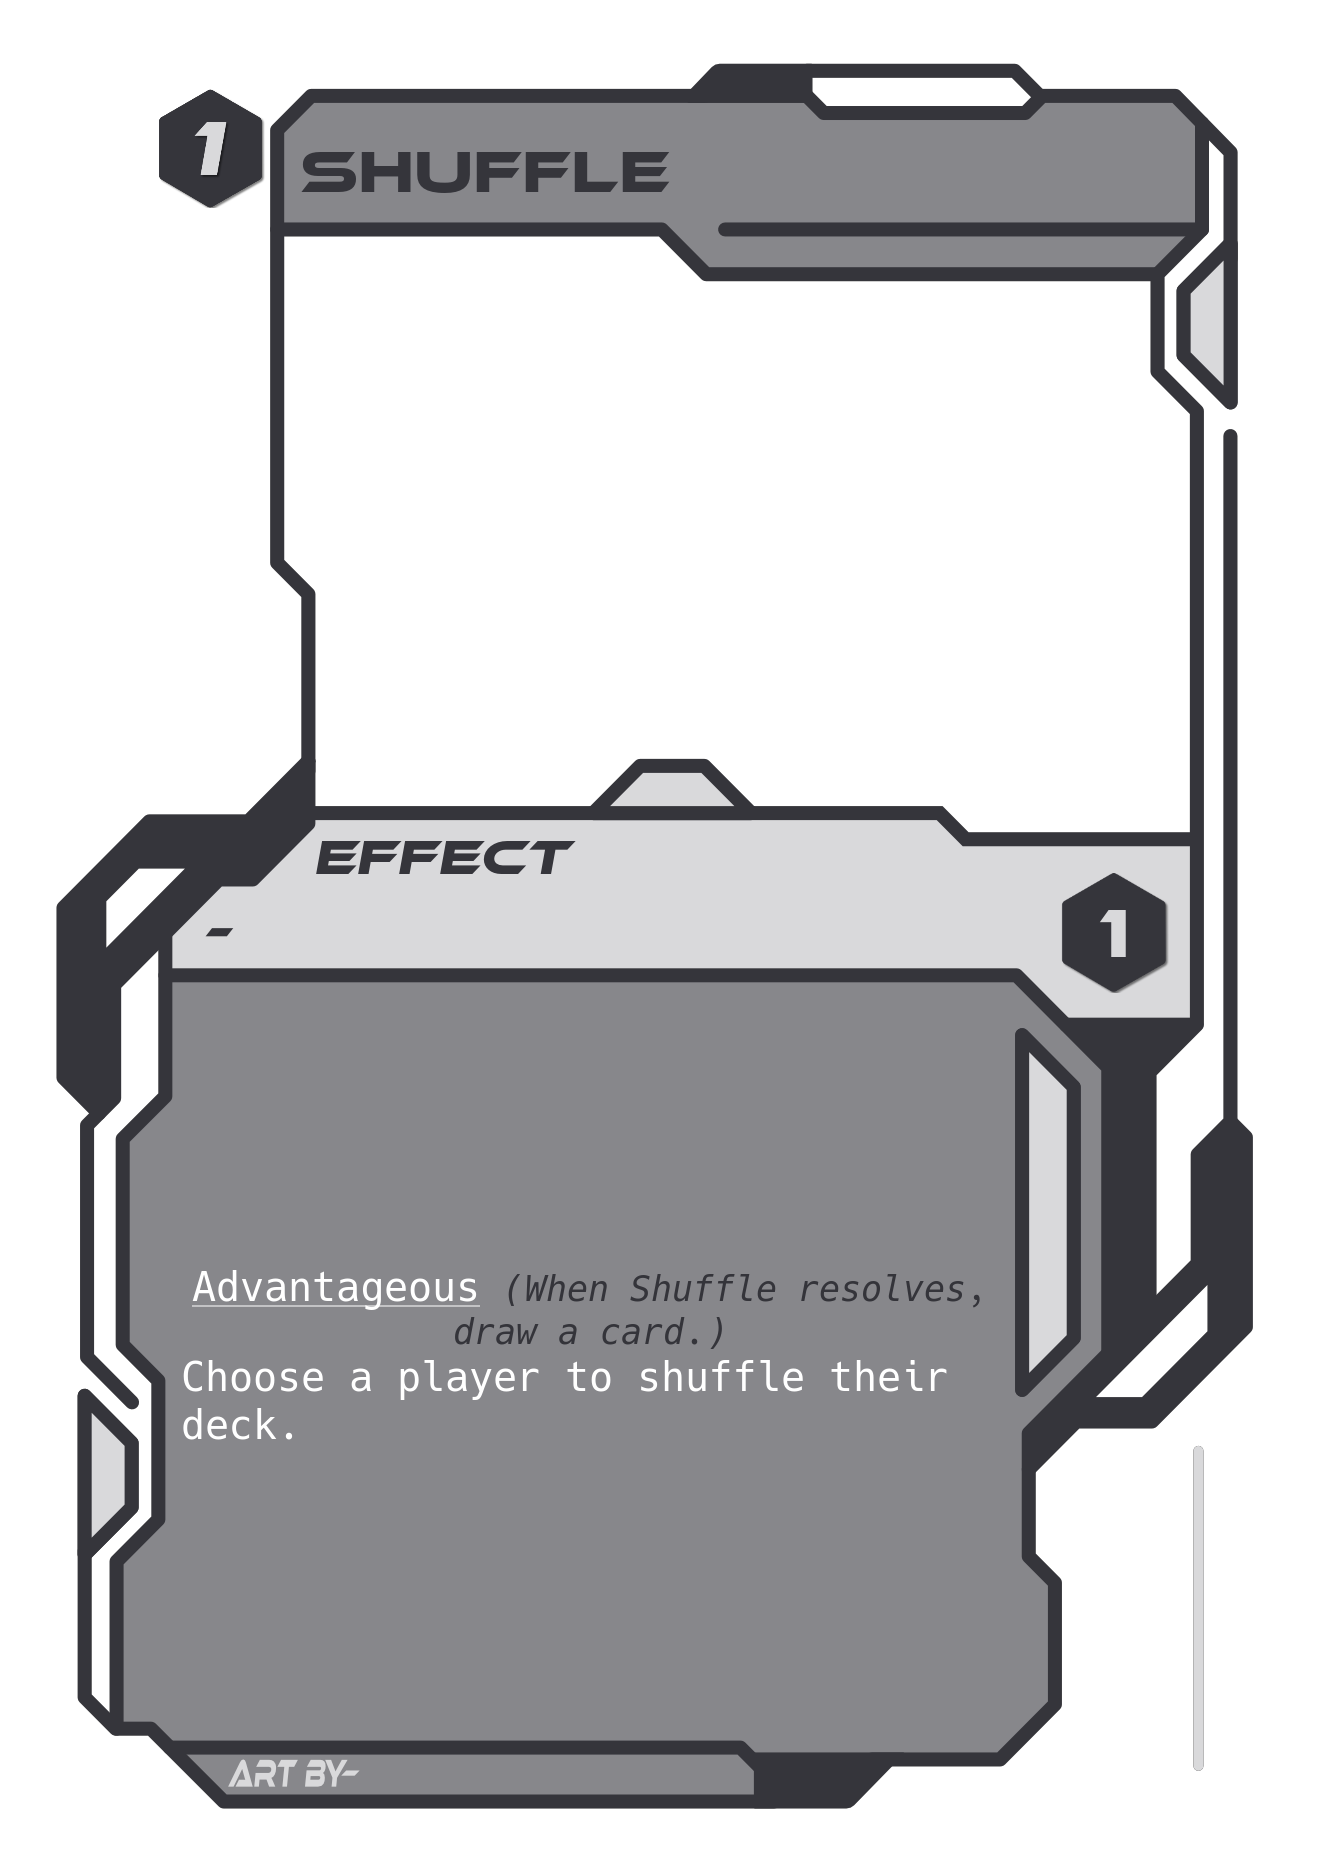 1
SHUFFLE
EFFECT
-
1
Advantageous (When Shuffle resolves,
draw a card.)
Choose a player to shuffle their
deck.
ART BY-